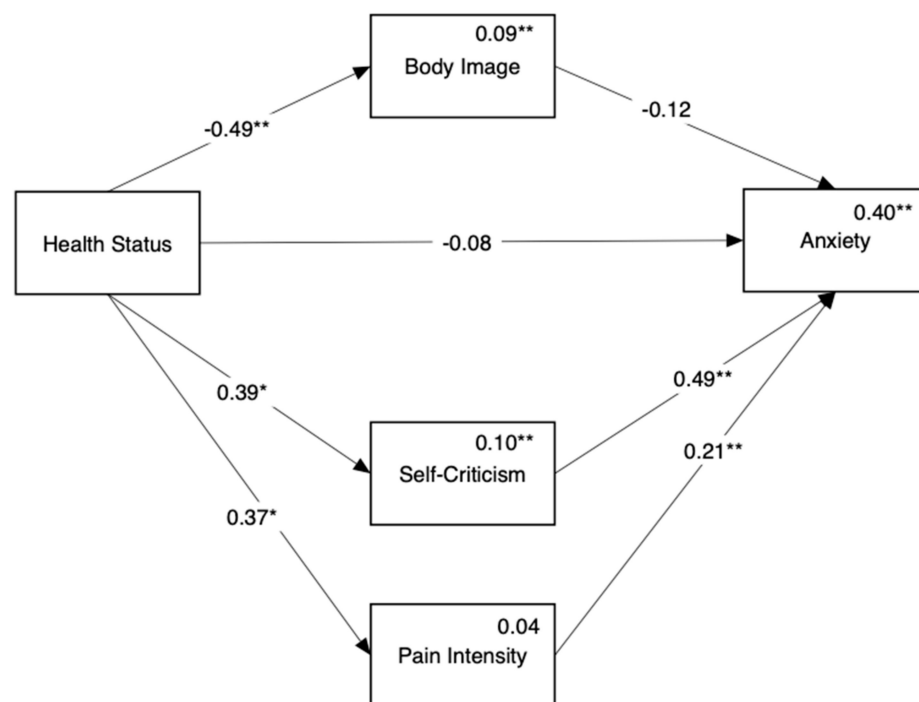 0.09**
Body Image
-0.49**
-0.12
0.40**
Health Status
-0.08
Anxiety
0.39*
0.49**
0.10**
Self-Criticism
0.21**
0.37*
0.04
Pain Intensity